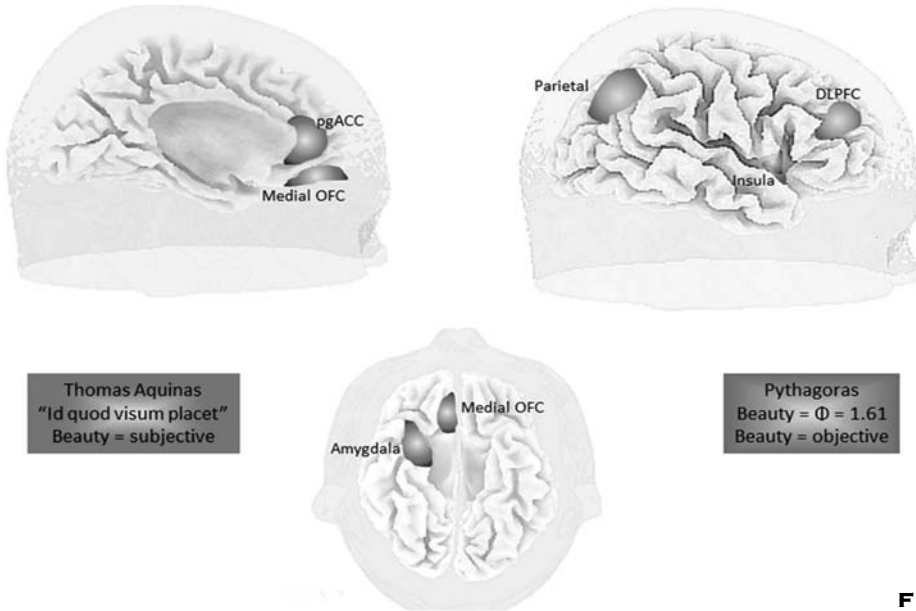 pgACC
Medial OFC
Parietal
DLPFC
Insula
Thomas Aquinas
“Id quod visum placet”
Beauty = subjective
Medial OFC
Amygdala
Pythagoras
Beauty = Φ = 1.61
Beauty = objective
F